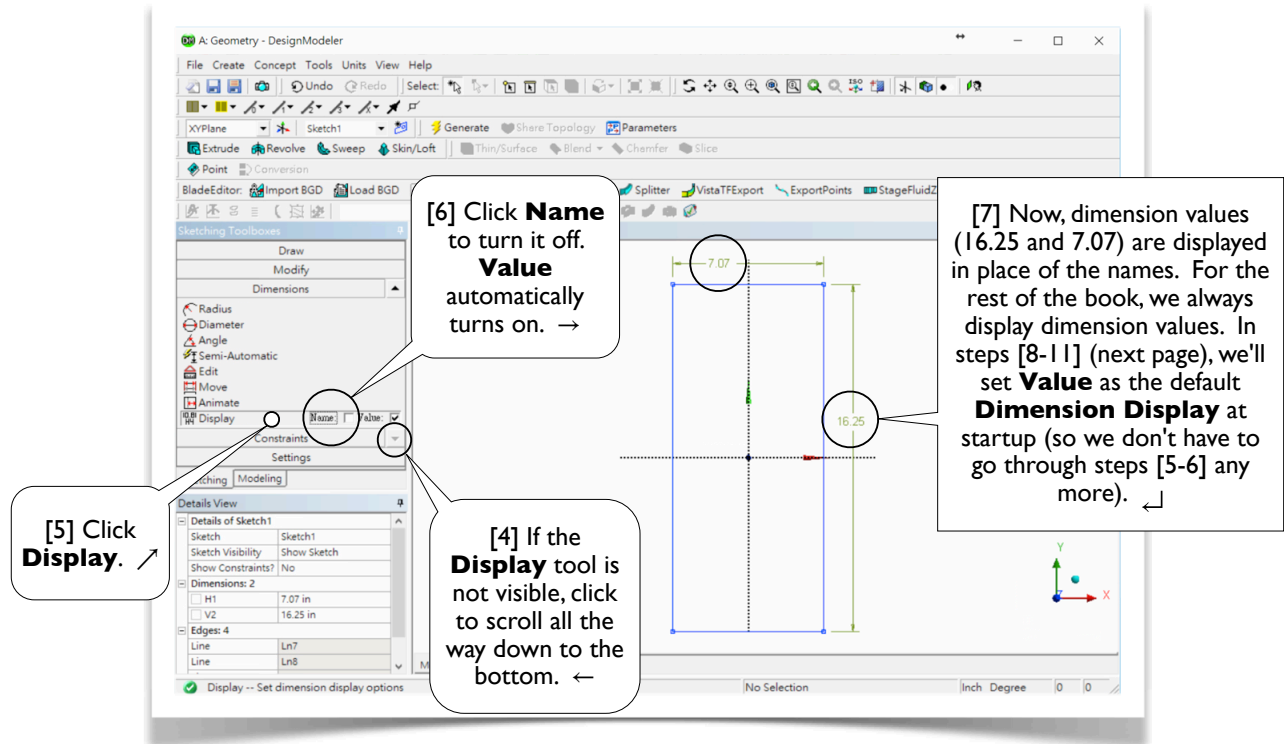 A: Geometry - DesignModeler
File Create Concept Tools Units View Help
Undo Redo Select:
XYPlane Sketch1 Generate Share Topology Parameters
Extrude Revolve Sweep Skin/Loft Thin/Surface Blend Chamfer Slice
Point Conversion
BladeEditor: Import BGD Load BGD Splitter VistaTFExport ExportPoints StageFluidZ
Sketching Toolboxes
Draw
Modify
Dimensions
Radius
Diameter
Angle
Semi-Automatic
Edit
Move
Animate
Display Name: Value:
Constraints
Settings
Modeling
Details View
Details of Sketch1
Sketch Sketch1
Sketch Visibility Show Sketch
Show Constraints? No
Dimensions: 2
H1 7.07 in
V2 16.25 in
Edges: 4
Line Ln7
Line Ln8
Display -- Set dimension display options
No Selection
Inch Degree 0 0
7.07
16.25
Y
X
[4] If the
Display tool is
not visible, click
to scroll all the
way down to the
bottom. ←
[5] Click
Display. ↗
[6] Click Name
to turn it off.
Value
automatically
turns on. →
[7] Now, dimension values
(16.25 and 7.07) are displayed
in place of the names. For the
rest of the book, we always
display dimension values. In
steps [8-11] (next page), we'll
set Value as the default
Dimension Display at
startup (so we don't have to
go through steps [5-6] any
more). ↵